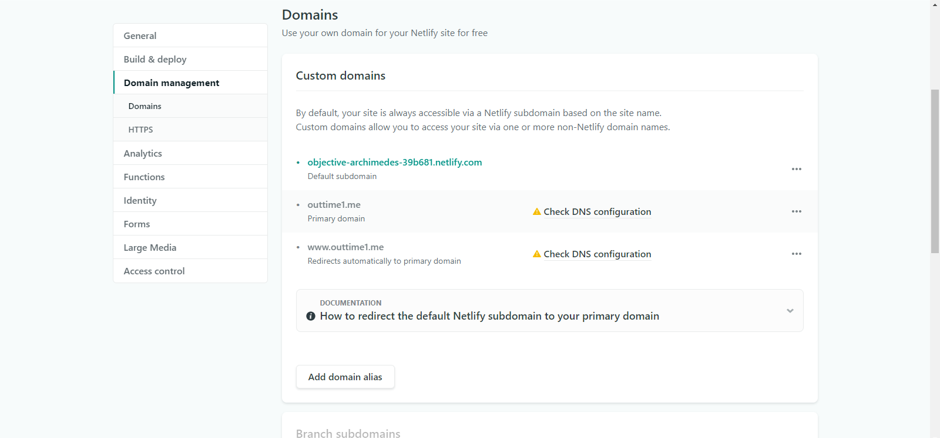 Domains
Use your own domain for your Netlify site for free
General
Build & deploy
Domain management
Domains
HTTPS
Analytics
Functions
Identity
Forms
Large Media
Access control
Custom domains
By default, your site is always accessible via a Netlify subdomain based on the site name.
Custom domains allow you to access your site via one or more non-Netlify domain names.
objective-archimedes-39b681.netlify.com
Default subdomain
outtime1.me
Primary domain
Check DNS configuration
www.outtime1.me
Redirects automatically to primary domain
Check DNS configuration
DOCUMENTATION
How to redirect the default Netlify subdomain to your primary domain
Add domain alias
Branch subdomains